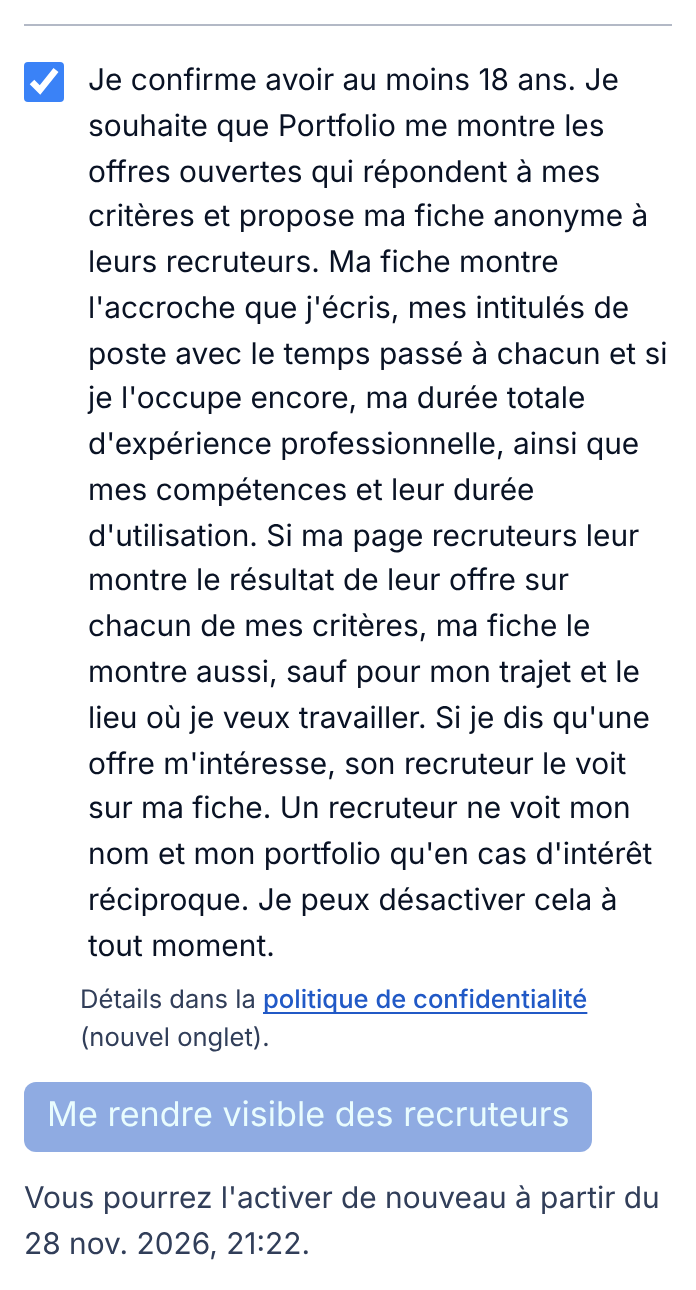 Je confirme avoir au moins 18 ans. Je
souhaite que Portfolio me montre les
offres ouvertes qui répondent à mes
critères et propose ma fiche anonyme à
leurs recruteurs. Ma fiche montre
l'accroche que j'écris, mes intitulés de
poste avec le temps passé à chacun et si
je l'occupe encore, ma durée totale
d'expérience professionnelle, ainsi que
mes compétences et leur durée
d'utilisation. Si ma page recruteurs leur
montre le résultat de leur offre sur
chacun de mes critères, ma fiche le
montre aussi, sauf pour mon trajet et le
lieu où je veux travailler. Si je dis qu'une
offre m'intéresse, son recruteur le voit
sur ma fiche. Un recruteur ne voit mon
nom et mon portfolio qu'en cas d'intérêt
réciproque. Je peux désactiver cela à
tout moment.
Détails dans la politique de confidentialité
(nouvel onglet).
Me rendre visible des recruteurs
Vous pourrez l'activer de nouveau à partir du
28 nov. 2026, 21:22.